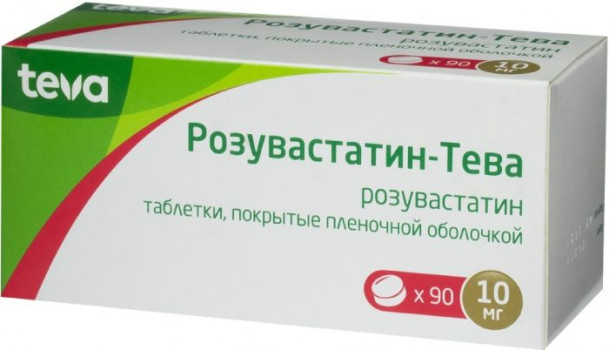 Розувастатин-Тева
розувастатин
таблетки, покрытые пленочной оболочкой
x 90 10 мг
teva
Розувастатин-Тева
розувастатин
таблетки, покрытые пленочной оболочкой
x 90 10 мг